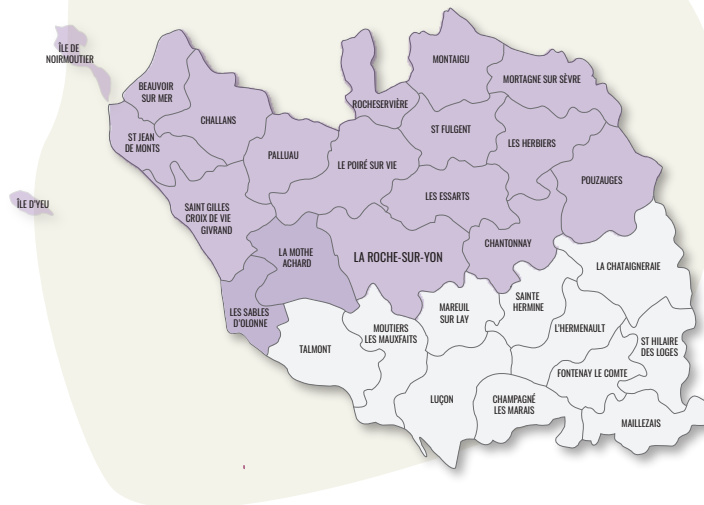 ÎLE DE
NOIRMOUTIER
BEAUVOIR
SUR MER
CHALLANS
ST JEAN
DE MONTS
ROCHESERVIÈRE
MONTAIGU
MORTAGNE SUR SÈVRE
ST FULGENT
LES HERBIERS
PALLUAU
LE POIRÉ SUR VIE
POUZAUGES
LES ESSARTS
ÎLE D'YEU
SAINT GILLES
CROIX DE VIE
GIVRAND
LA MOTHE
ACHARD
LA ROCHE-SUR-YON
CHANTONNAY
LA CHATAIGNERAIE
LES SABLES
D'OLONNE
MOUTIERS
LES MAUXFAITS
MAREUIL
SUR LAY
SAINTE
HERMINE
L'HERMENAULT
ST HILAIRE
DES LOGES
TALMONT
FONTENAY LE COMTE
LUÇON
CHAMPAGNÉ
LES MARAIS
MAILLEZAIS